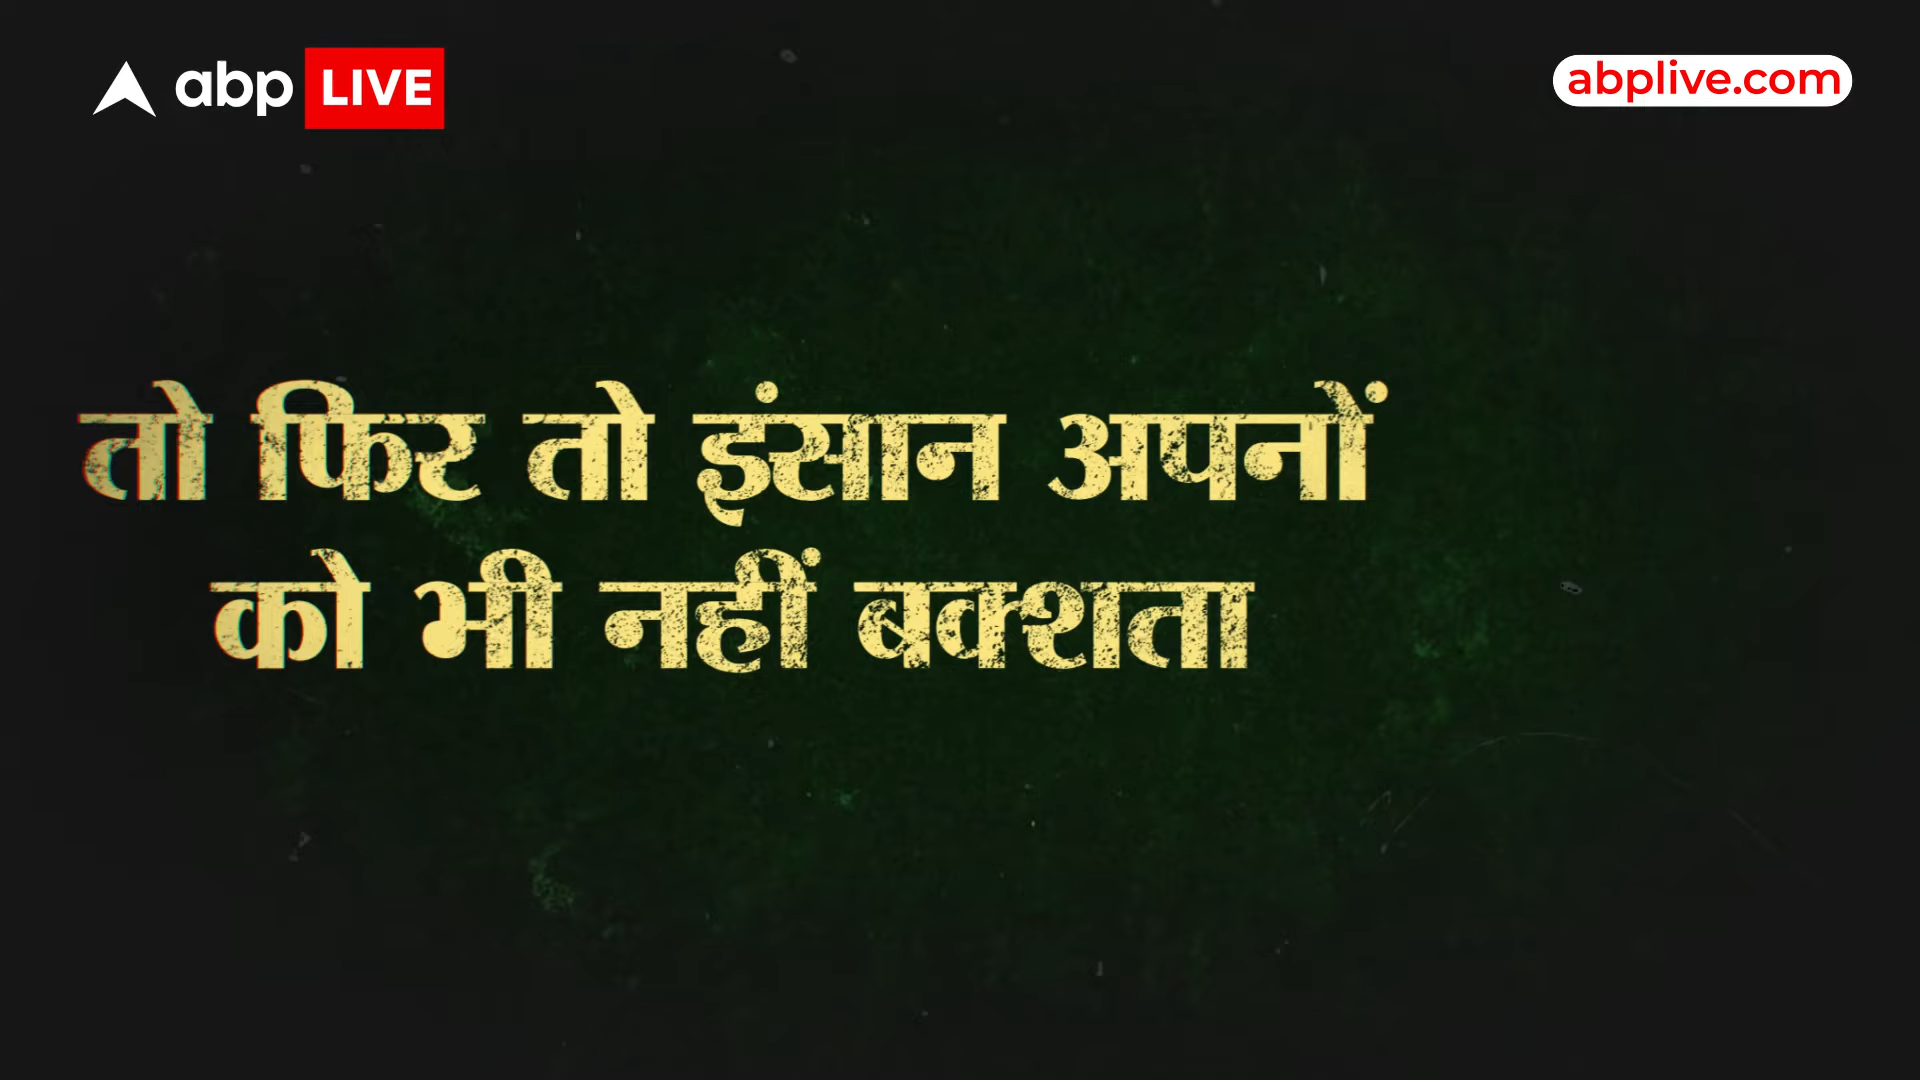 abp LIVE
abplive.com
तो फिर तो इंसान अपनों
को भी नहीं बक्शता